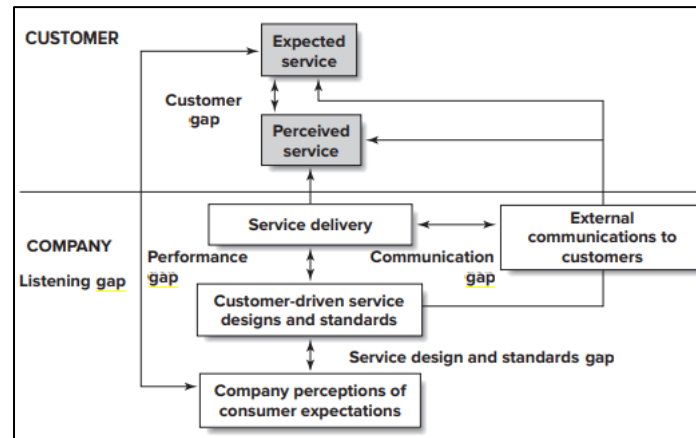 CUSTOMER
Expected
service
Customer
gap
Perceived
service
COMPANY
Listening gap
Service delivery
External
communications to
customers
Performance
gap
Communication
gap
Customer-driven service
designs and standards
Service design and standards gap
Company perceptions of
consumer expectations